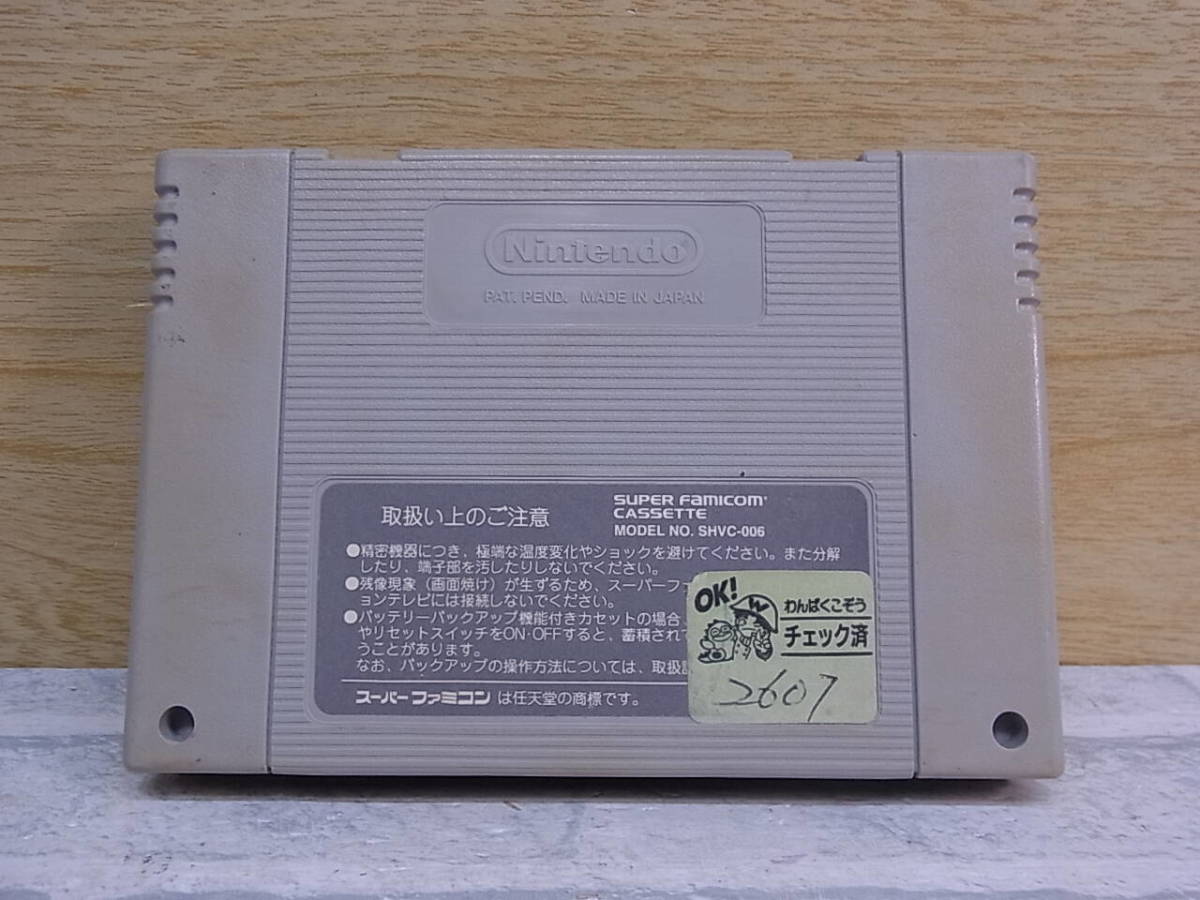 Nintendo
PAT. PEND. MADE IN JAPAN
取扱い上のご注意
SUPER FAMICOM
CASSETTE
MODEL NO. SHVC-006
●精密機器につき、極端な温度変化やショックを避けてください。また分解
したり、端子部を汚したりしないでください。
●残像現象(画面焼け)が生ずるため、スーパーファ
ョンテレビには接続しないでください。
●バッテリーバックアップ機能付きカセットの場合、
やリセットスイッチをON・OFFすると、蓄積されて
うことがあります。
なお、バックアップの操作方法については、取扱説
スーパーファミコンは任天堂の商標です。
OK!
W
わんぱくこぞう
チェック済
2607